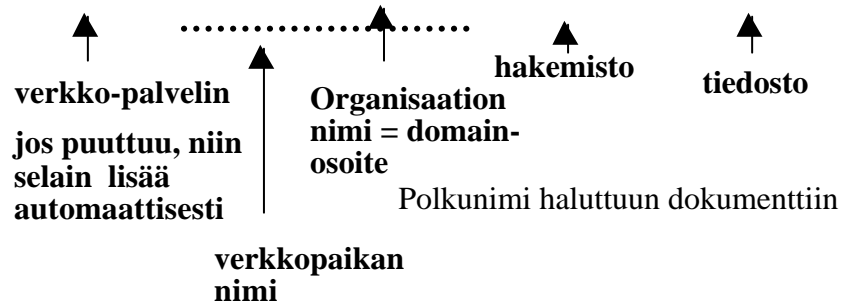 verkko-palvelin
jos puuttuu, niin
selain lisää
automaattisesti
verkkopaikan
nimi
Organisaation
nimi = domain-
osoite
hakemisto
tiedosto
Polkunimi haluttuun dokumenttiin